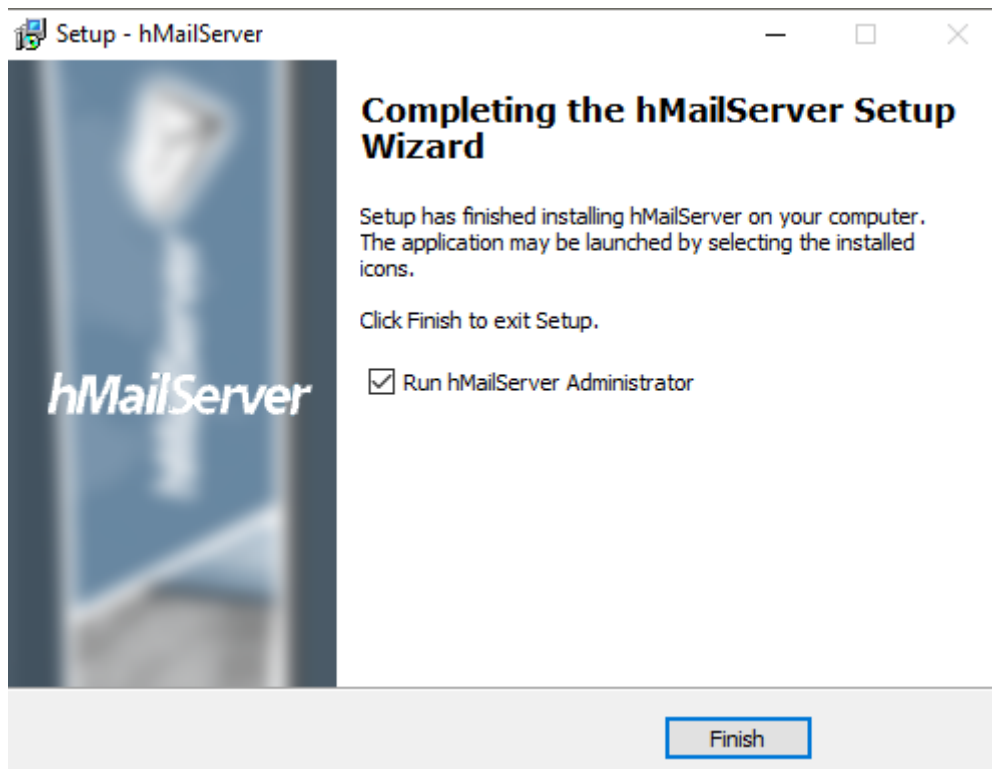 Setup - hMailServer
Completing the hMailServer Setup
Wizard
Setup has finished installing hMailServer on your computer.
The application may be launched by selecting the installed
icons.
Click Finish to exit Setup.
hMailServer
Run hMailServer Administrator
Finish